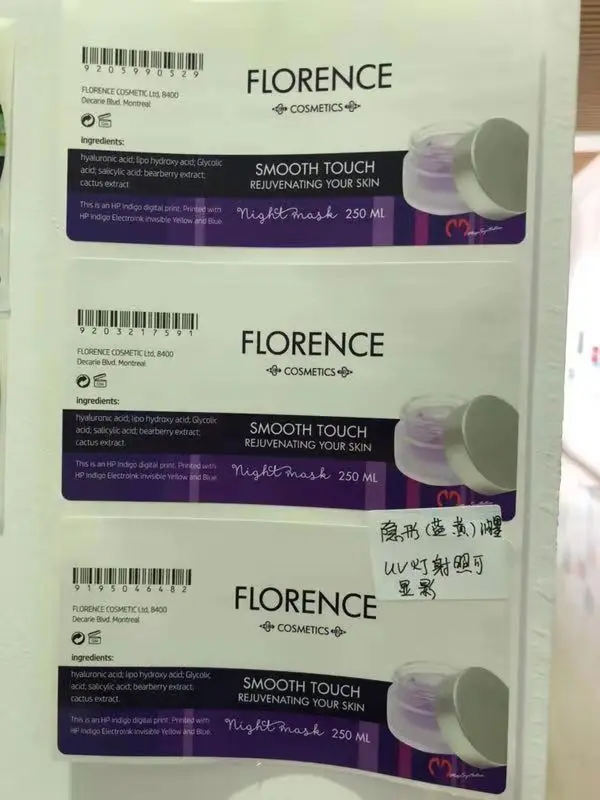 9205990529
FLORENCE COSMETIC Ltd, 8400
Decarie Blvd. Montreal
FLORENCE
COSMETICS
ingredients:
hyaluronic acid; lipo hydroxy acid; Glycolic
acid; salicylic acid; bearberry extract;
cactus extract
This is an HP Indigo digital print. Printed with
HP Indigo ElectroInk invisible Yellow and Blue.
SMOOTH TOUCH
REJUVENATING YOUR SKIN
Night mask 250 ML
9203217591
FLORENCE COSMETIC Ltd, 8400
Decarie Blvd. Montreal
FLORENCE
COSMETICS
ingredients:
hyaluronic acid; lipo hydroxy acid; Glycolic
acid; salicylic acid; bearberry extract;
cactus extract
This is an HP Indigo digital print. Printed with
HP Indigo ElectroInk invisible Yellow and Blue.
SMOOTH TOUCH
REJUVENATING YOUR SKIN
Night mask 250 ML
隐形(蓝黄)油墨
UV灯射照可
显影
9195046482
FLORENCE COSMETIC Ltd, 8400
Decarie Blvd. Montreal
FLORENCE
COSMETICS
ingredients:
hyaluronic acid; lipo hydroxy acid; Glycolic
acid; salicylic acid; bearberry extract;
cactus extract
This is an HP Indigo digital print. Printed with
HP Indigo ElectroInk invisible Yellow and Blue.
SMOOTH TOUCH
REJUVENATING YOUR SKIN
Night mask 250 ML